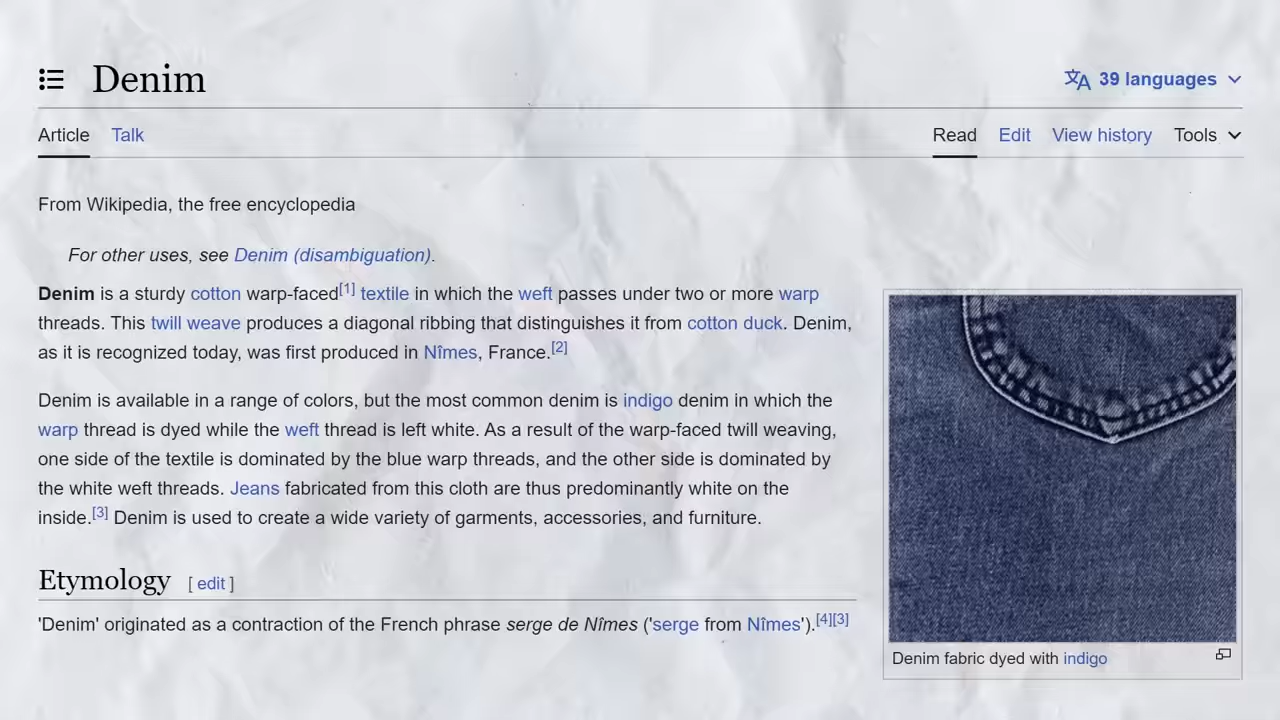 Denim
39 languages
Article Talk Read Edit View history Tools
From Wikipedia, the free encyclopedia
For other uses, see Denim (disambiguation).
Denim is a sturdy cotton warp-faced[1] textile in which the weft passes under two or more warp
threads. This twill weave produces a diagonal ribbing that distinguishes it from cotton duck. Denim,
as it is recognized today, was first produced in Nîmes, France.[2]
Denim is available in a range of colors, but the most common denim is indigo denim in which the
warp thread is dyed while the weft thread is left white. As a result of the warp-faced twill weaving,
one side of the textile is dominated by the blue warp threads, and the other side is dominated by
the white weft threads. Jeans fabricated from this cloth are thus predominantly white on the
inside.[3] Denim is used to create a wide variety of garments, accessories, and furniture.
Etymology [ edit ]
'Denim' originated as a contraction of the French phrase serge de Nîmes ('serge from Nîmes').[4][3]
Denim fabric dyed with indigo